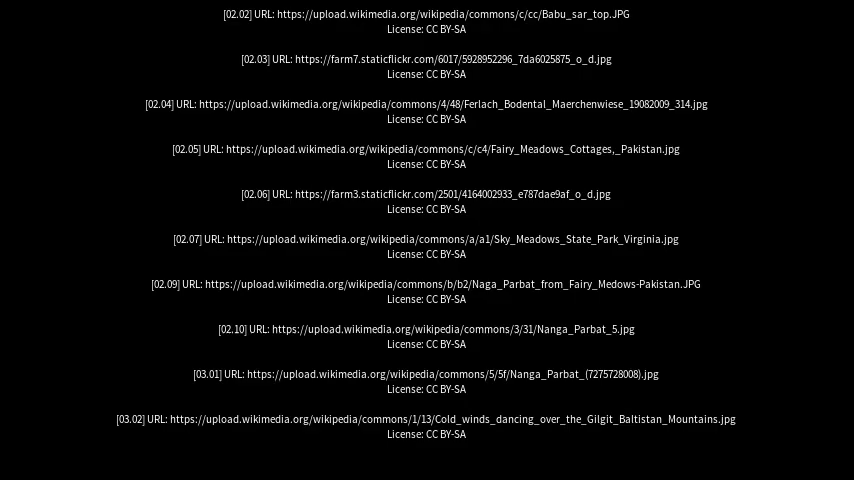 [02.02] URL: https://upload.wikimedia.org/wikipedia/commons/c/cc/Babu_sar_top.JPG
License: CC BY-SA
[02.03] URL: https://farm7.staticflickr.com/6017/5928952296_7da6025875_o_d.jpg
License: CC BY-SA
[02.04] URL: https://upload.wikimedia.org/wikipedia/commons/4/48/Ferlach_Bodental_Maerchenwiese_19082009_314.jpg
License: CC BY-SA
[02.05] URL: https://upload.wikimedia.org/wikipedia/commons/c/c4/Fairy_Meadows_Cottages,_Pakistan.jpg
License: CC BY-SA
[02.06] URL: https://farm3.staticflickr.com/2501/4164002933_e787dae9af_o_d.jpg
License: CC BY-SA
[02.07] URL: https://upload.wikimedia.org/wikipedia/commons/a/a1/Sky_Meadows_State_Park_Virginia.jpg
License: CC BY-SA
[02.09] URL: https://upload.wikimedia.org/wikipedia/commons/b/b2/Naga_Parbat_from_Fairy_Medows-Pakistan.JPG
License: CC BY-SA
[02.10] URL: https://upload.wikimedia.org/wikipedia/commons/3/31/Nanga_Parbat_5.jpg
License: CC BY-SA
[03.01] URL: https://upload.wikimedia.org/wikipedia/commons/5/5f/Nanga_Parbat_(7275728008).jpg
License: CC BY-SA
[03.02] URL: https://upload.wikimedia.org/wikipedia/commons/1/13/Cold_winds_dancing_over_the_Gilgit_Baltistan_Mountains.jpg
License: CC BY-SA